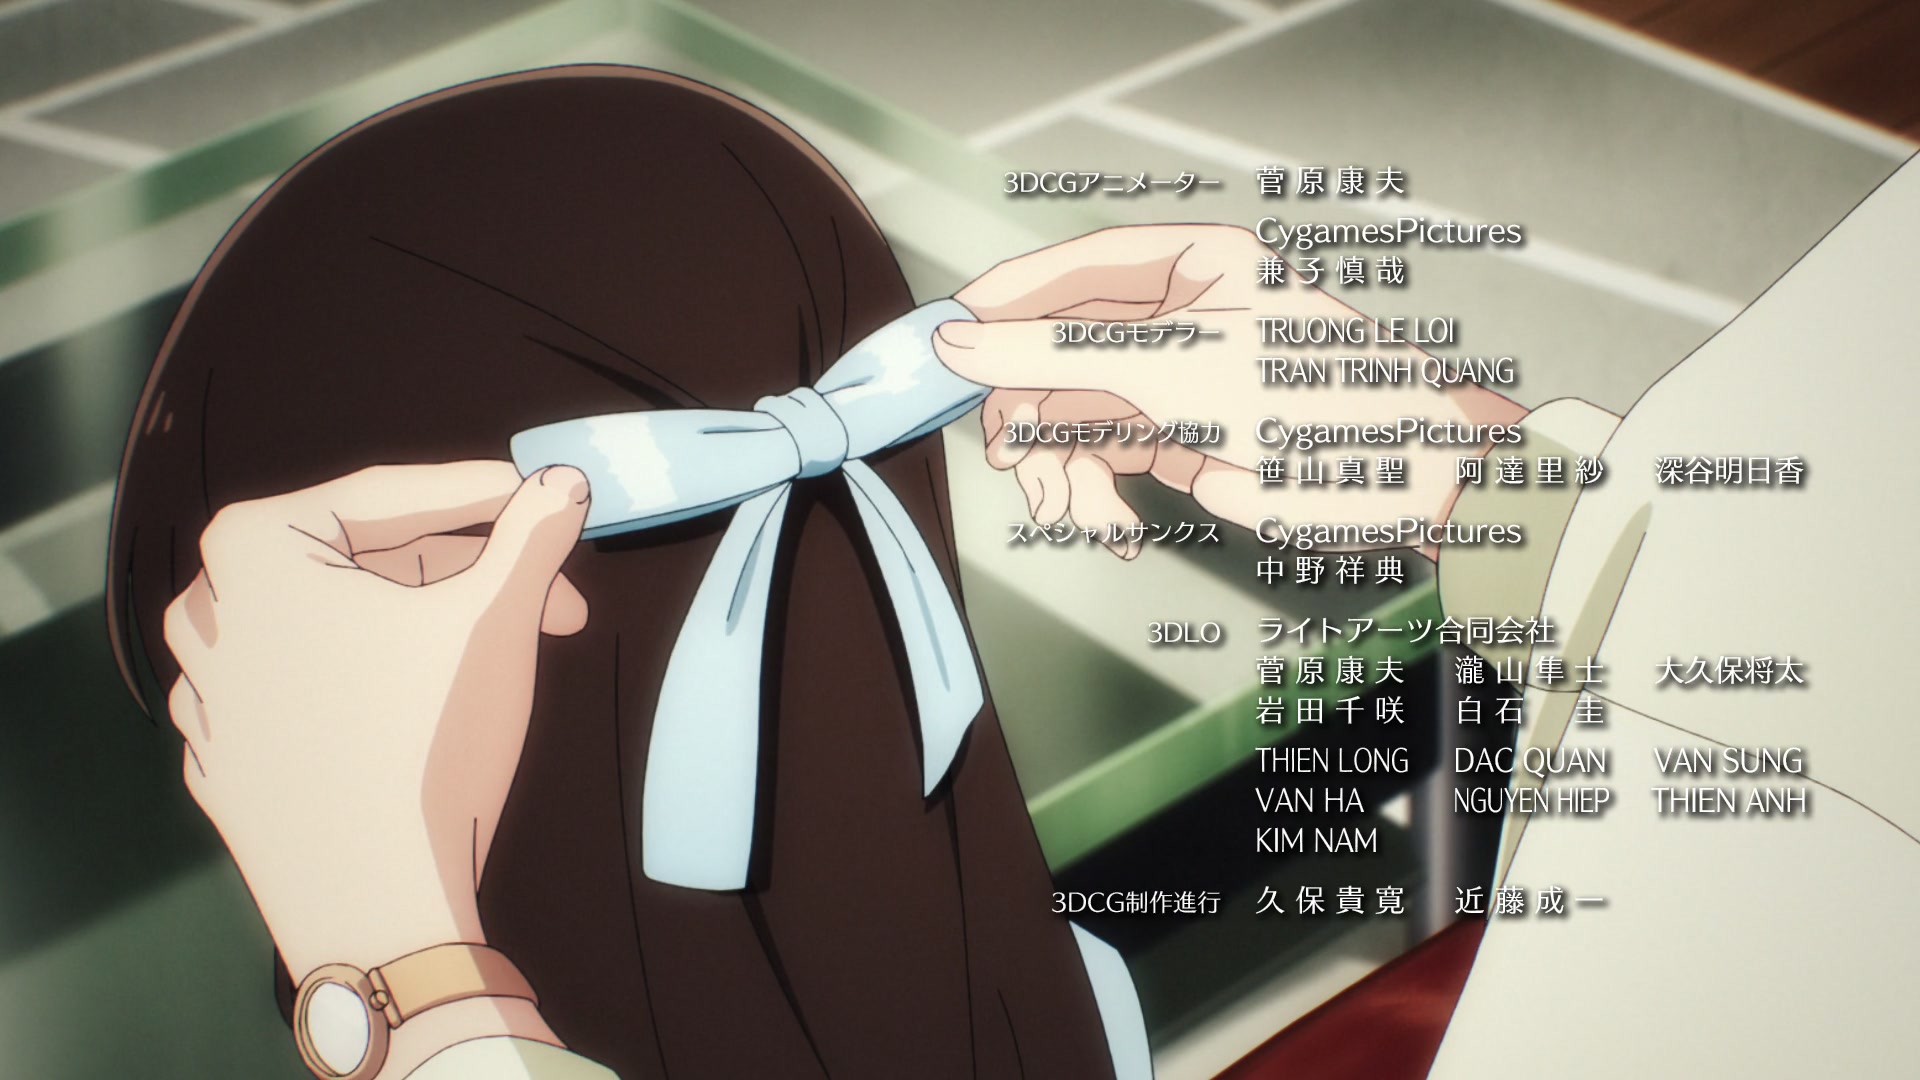 3DCGアニメーター 菅原康夫
CygamesPictures
兼子慎哉
3DCGモデラー TRUONG LE LOI
TRAN TRINH QUANG
3DCGモデリング協力 CygamesPictures
笹山真聖 阿達里紗 深谷明日香
スペシャルサンクス CygamesPictures
中野祥典
3DLO ライトアーツ合同会社
菅原康夫 瀧山隼士 大久保将太
岩田千咲 白石 圭
THIEN LONG DAC QUAN VAN SUNG
VAN HA NGUYEN HIEP THIEN ANH
KIM NAM
3DCG制作進行 久保貴寛 近藤成一